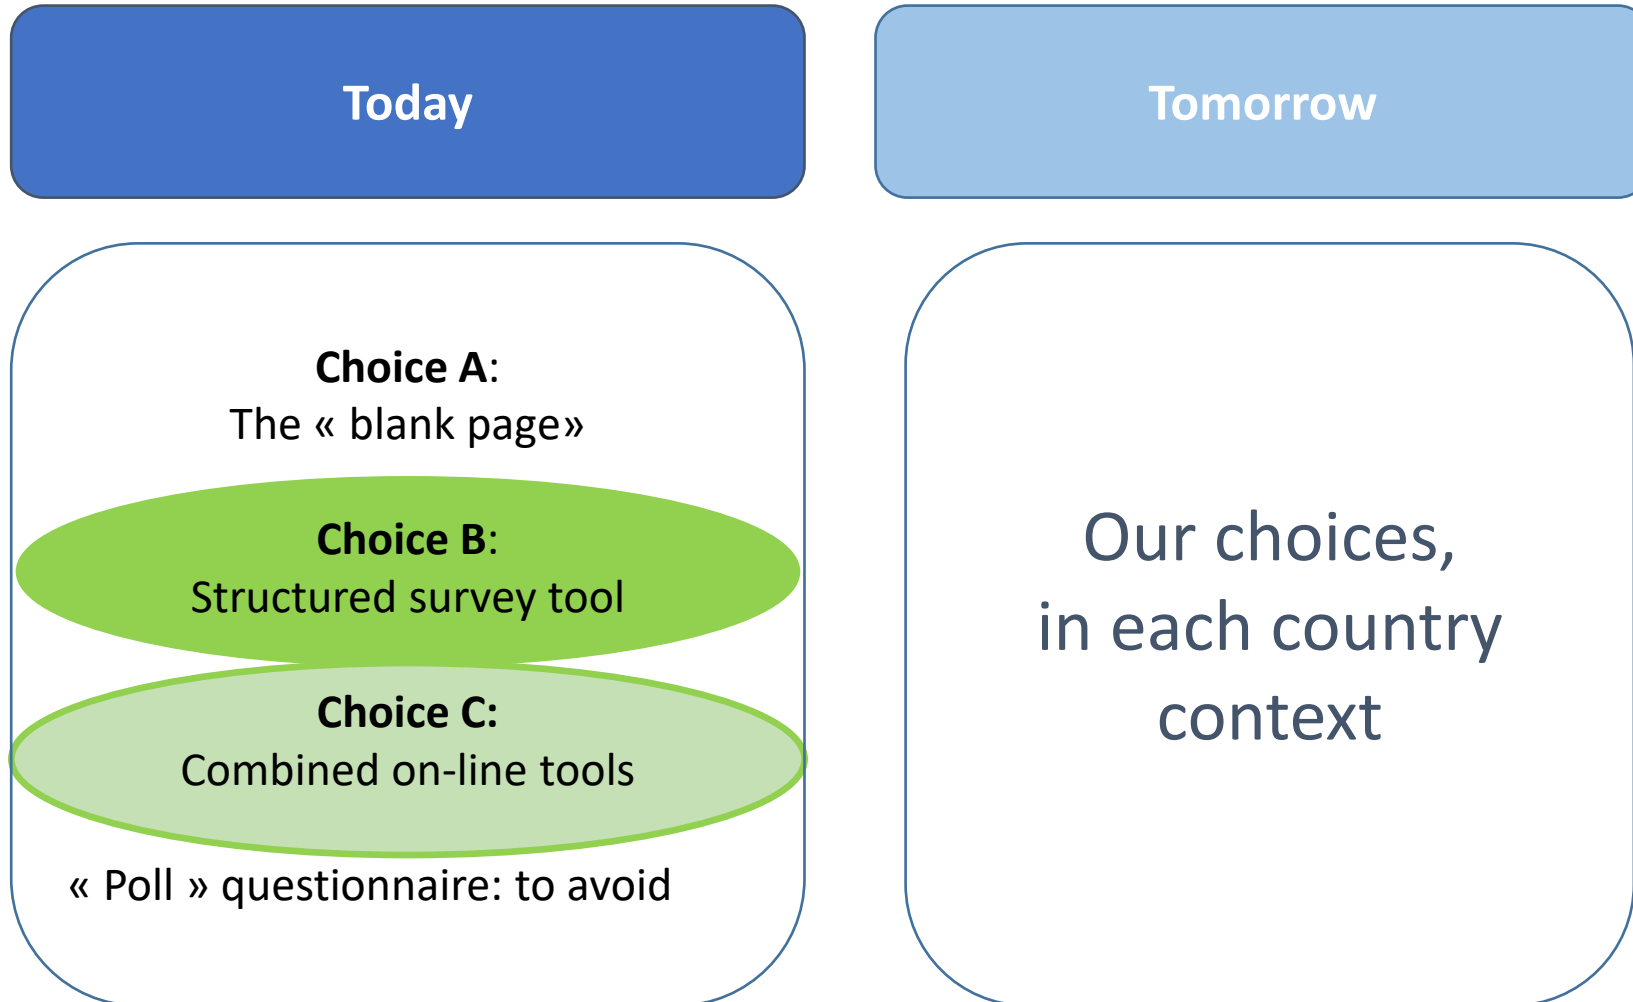 Today
Tomorrow
Choice A:
The « blank page»
Choice B:
Structured survey tool
Choice C:
Combined on-line tools
« Poll » questionnaire: to avoid
Our choices,
in each country
context